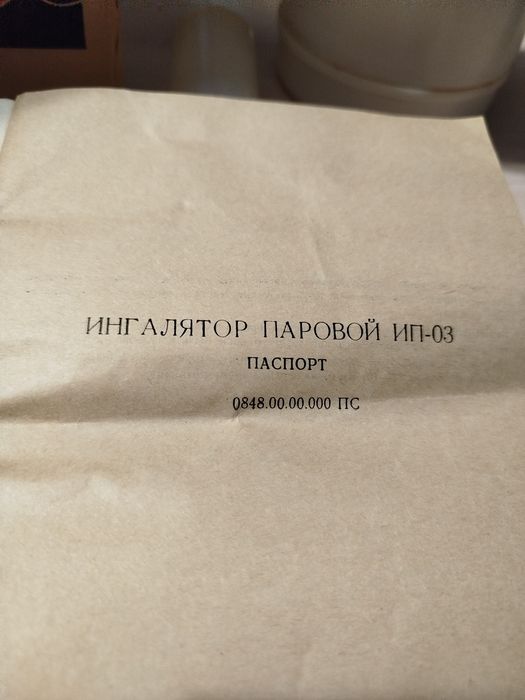 ИНГАЛЯТОР ПАРОВОЙ ИП-03
ПАСПОРТ
0848.00.00.000 ПС